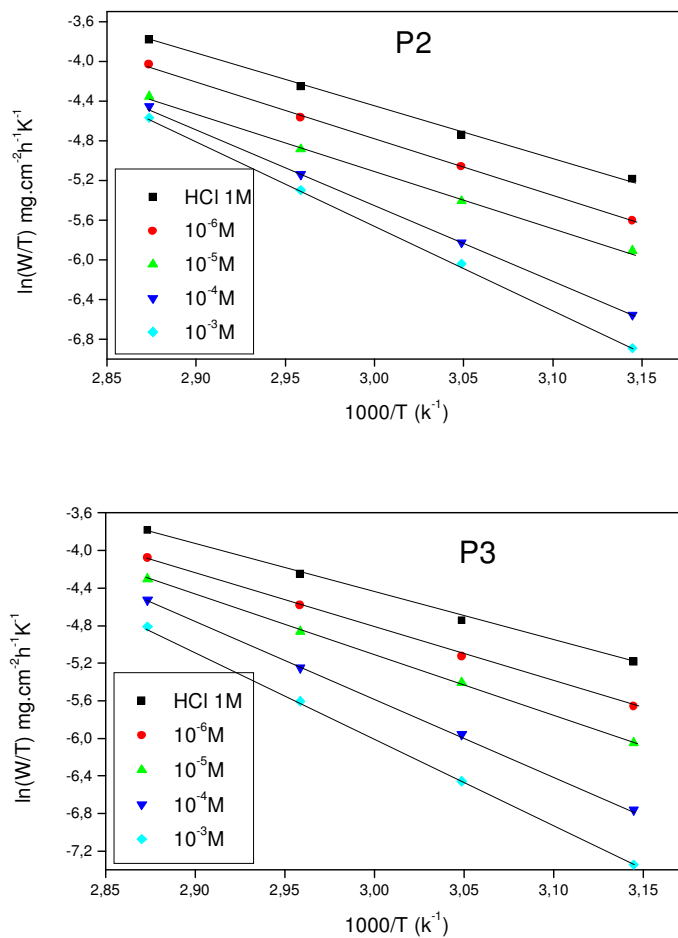 P2
-3,6
-4,0
-4,4
-4,8
-5,2
-5,6
-6,0
-6,4
-6,8
ln(W/T) mg.cm⁻²h⁻¹K⁻¹
HCl 1M
10⁻⁶M
10⁻⁵M
10⁻⁴M
10⁻³M
2,85 2,90 2,95 3,00 3,05 3,10 3,15
1000/T (k⁻¹)
P3
-3,6
-4,0
-4,4
-4,8
-5,2
-5,6
-6,0
-6,4
-6,8
-7,2
ln(W/T) mg.cm⁻²h⁻¹K⁻¹
HCl 1M
10⁻⁶M
10⁻⁵M
10⁻⁴M
10⁻³M
2,85 2,90 2,95 3,00 3,05 3,10 3,15
1000/T (k⁻¹)